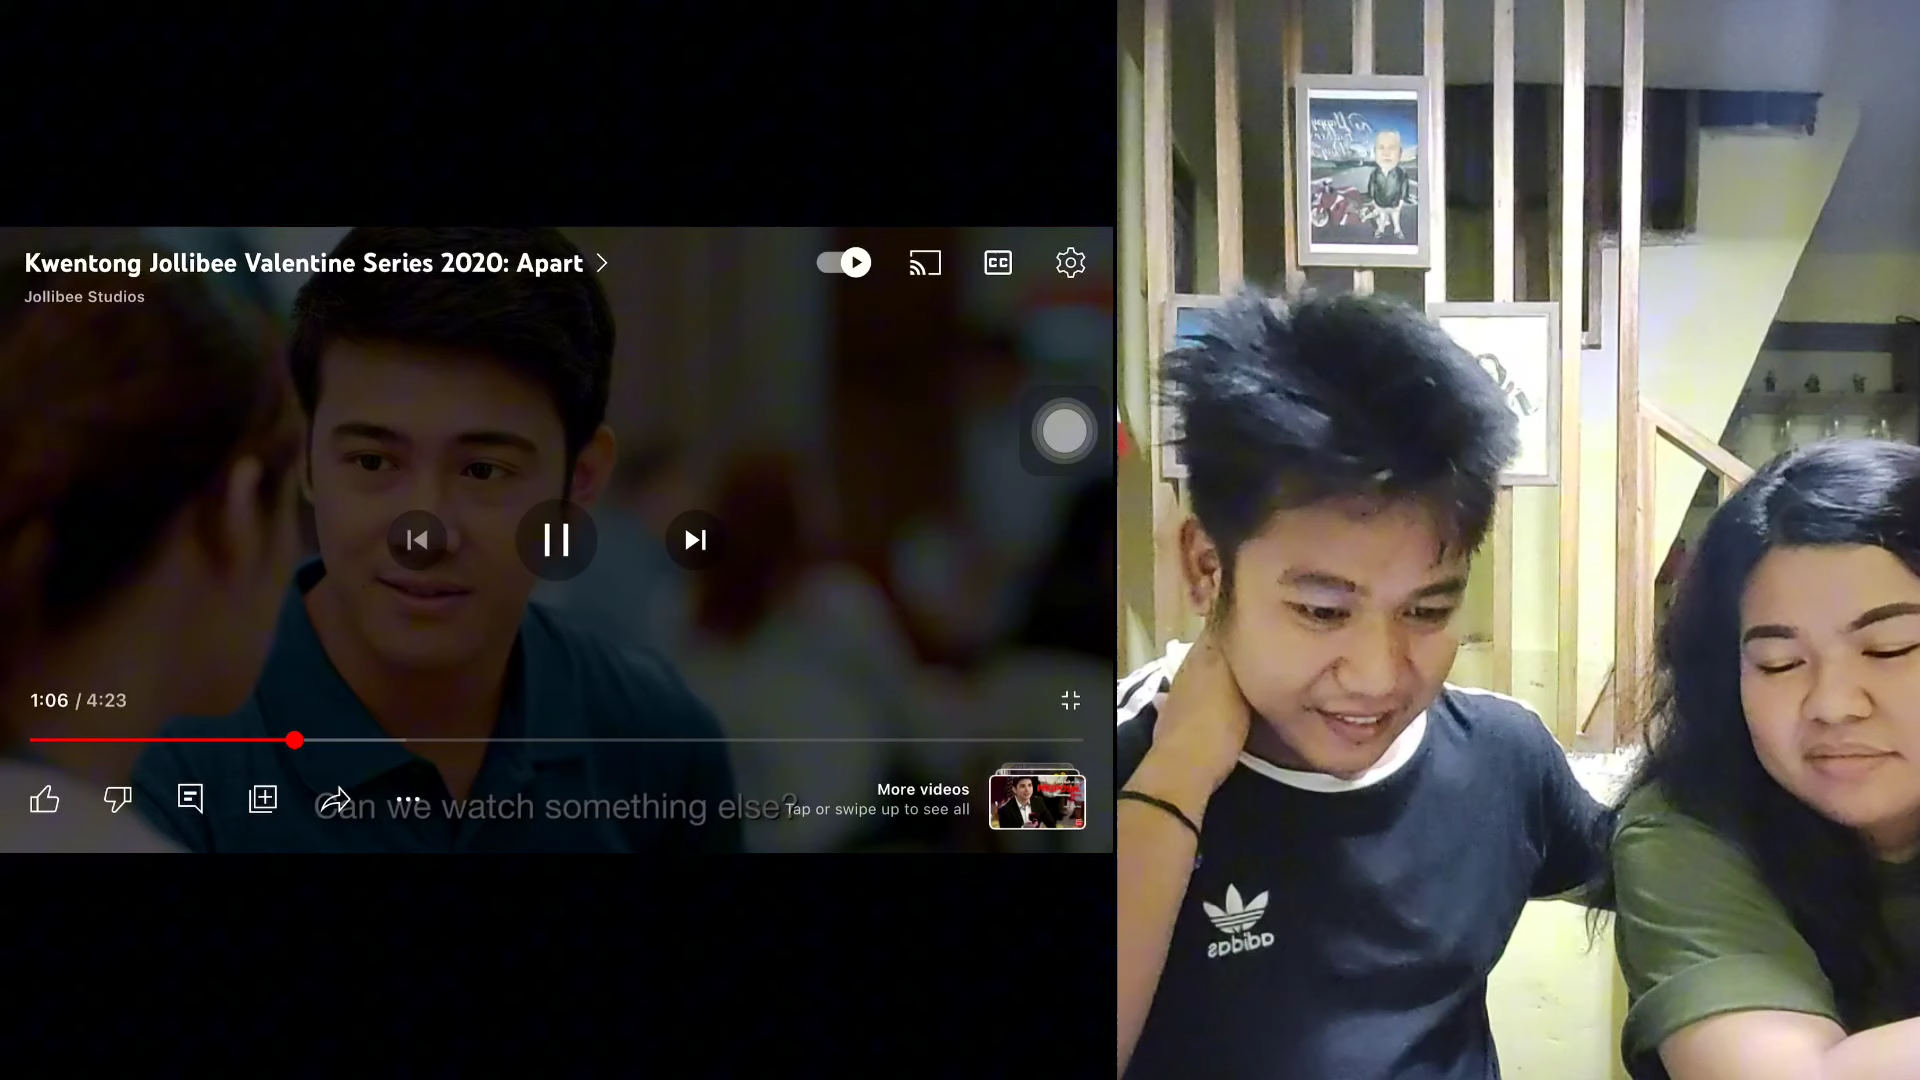 Kwentong Jollibee Valentine Series 2020: Apart
Jollibee Studios
CC
1:06 / 4:23
Can we watch something else?
More videos
Tap or swipe up to see all
adidas